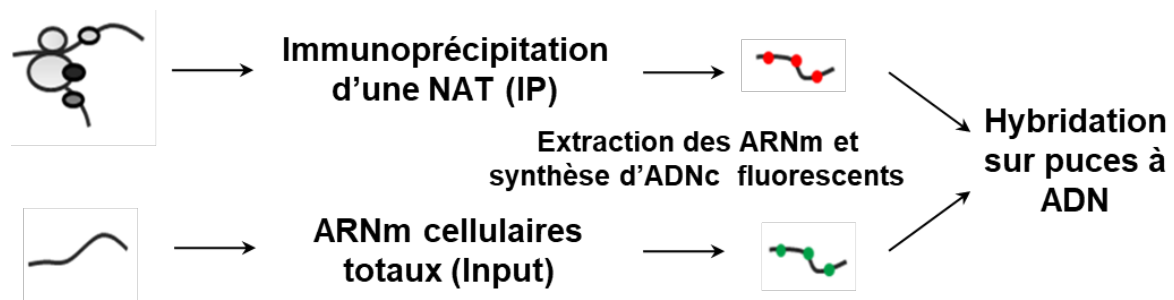 Immunoprécipitation
d’une NAT (IP)
Extraction des ARNm et
synthèse d’ADNc fluorescents
Hybridation
sur puces à
ADN
ARNm cellulaires
totaux (Input)